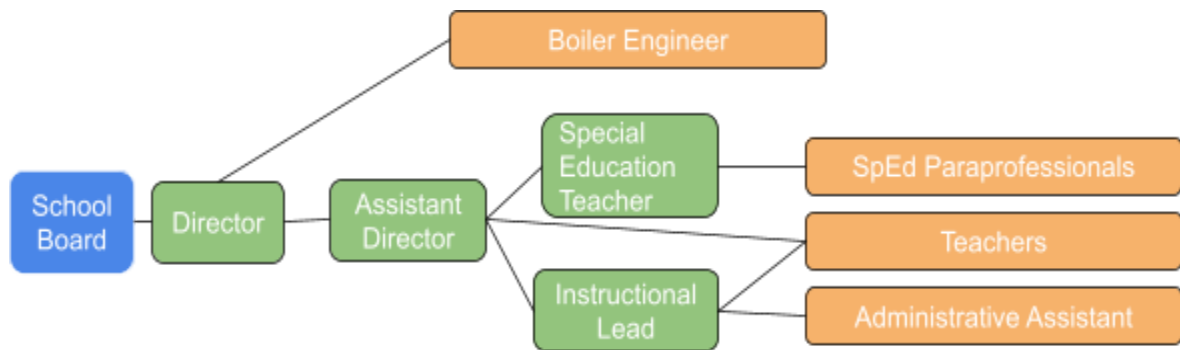 Boiler Engineer
Special
Education
Teacher
SpEd Paraprofessionals
School
Board
Director
Assistant
Director
Teachers
Instructional
Lead
Administrative Assistant